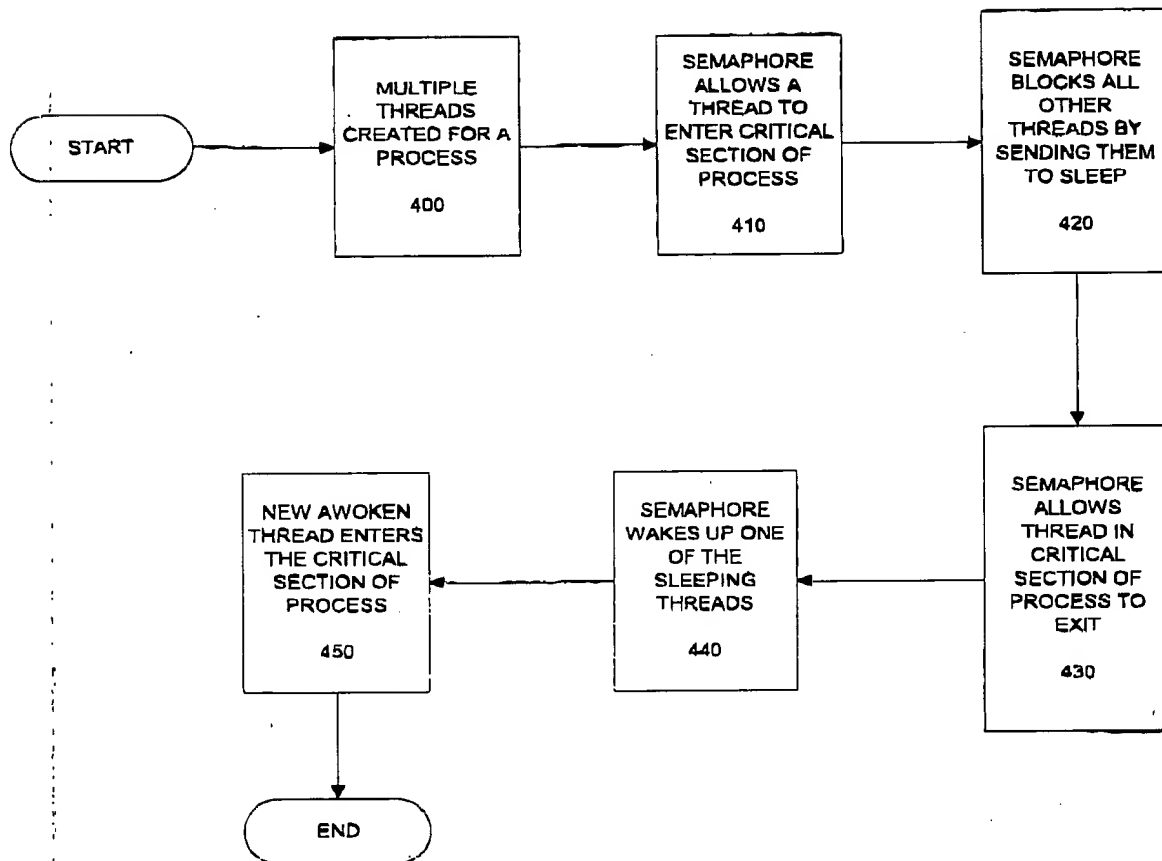 START
MULTIPLE
THREADS
CREATED FOR A
PROCESS
400
SEMAPHORE
ALLOWS A
THREAD TO
ENTER CRITICAL
SECTION OF
PROCESS
410
SEMAPHORE
BLOCKS ALL
OTHER
THREADS BY
SENDING THEM
TO SLEEP
420
SEMAPHORE
ALLOWS
THREAD IN
CRITICAL
SECTION OF
PROCESS TO
EXIT
430
SEMAPHORE
WAKES UP ONE
OF THE
SLEEPING
THREADS
440
NEW AWOKEN
THREAD ENTERS
THE CRITICAL
SECTION OF
PROCESS
450
END